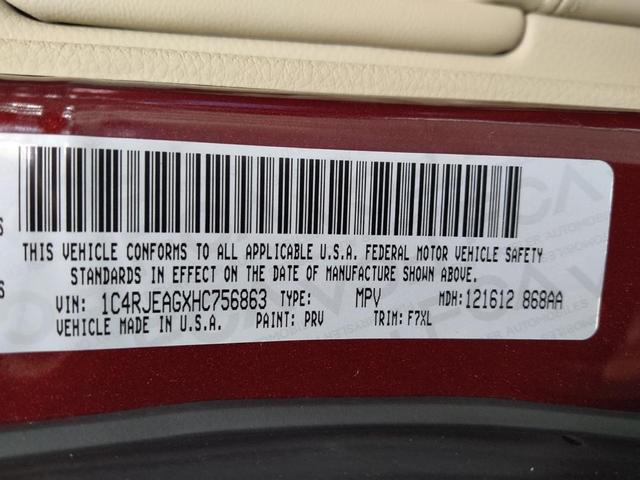 THIS VEHICLE CONFORMS TO ALL APPLICABLE U.S.A. FEDERAL MOTOR VEHICLE SAFETY
STANDARDS IN EFFECT ON THE DATE OF MANUFACTURE SHOWN ABOVE.
VIN: 1C4RJEAGXHC756863 TYPE: MPV MDH:121612 868AA
VEHICLE MADE IN U.S.A. PAINT: PRV TRIM: F7XL